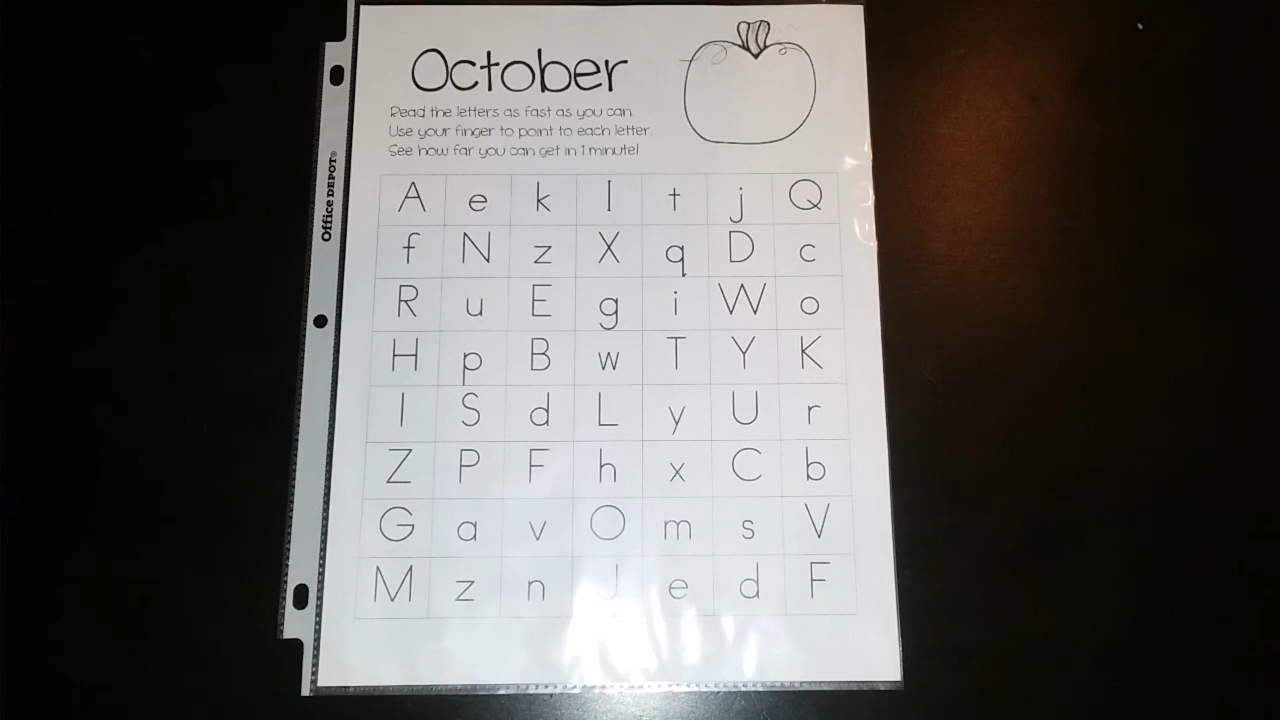 October
Read the letters as fast as you can.
Use your finger to point to each letter.
See how far you can get in 1 minute!
A e k I t j Q
f N z X q D c
R u E g i W o
H p B w T Y K
l S d L y U r
Z P F h x C b
G a v O m s V
M z n J e d F
Office DEPOT®